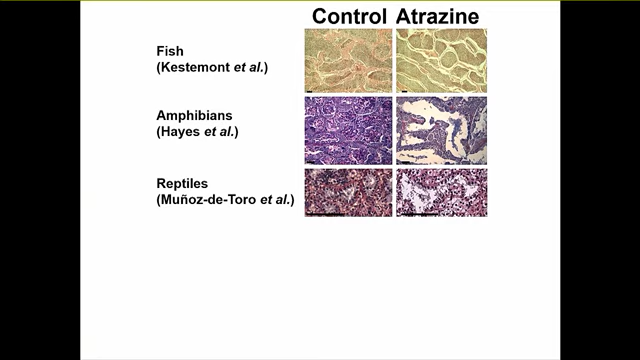 Control Atrazine
Fish
(Kestemont et al.)
Amphibians
(Hayes et al.)
Reptiles
(Muñoz-de-Toro et al.)